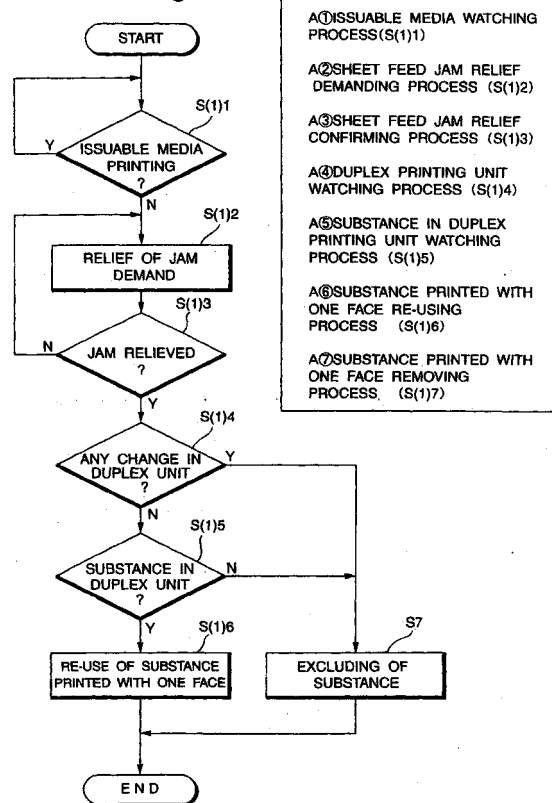 START
S(1)1
Y
ISSUABLE MEDIA
PRINTING
?
N
S(1)2
RELIEF OF JAM
DEMAND
S(1)3
N
JAM RELIEVED
?
Y
S(1)4
ANY CHANGE IN
DUPLEX UNIT
?
Y
N
S(1)5
SUBSTANCE IN
DUPLEX UNIT
?
N
Y
S(1)6
RE-USE OF SUBSTANCE
PRINTED WITH ONE FACE
S7
EXCLUDING OF
SUBSTANCE
END
A①ISSUABLE MEDIA WATCHING
PROCESS(S(1)1)
A②SHEET FEED JAM RELIEF
DEMANDING PROCESS (S(1)2)
A③SHEET FEED JAM RELIEF
CONFIRMING PROCESS (S(1)3)
A④DUPLEX PRINTING UNIT
WATCHING PROCESS (S(1)4)
A⑤SUBSTANCE IN DUPLEX
PRINTING UNIT WATCHING
PROCESS (S(1)5)
A⑥SUBSTANCE PRINTED WITH
ONE FACE RE-USING
PROCESS (S(1)6)
A⑦SUBSTANCE PRINTED WITH
ONE FACE REMOVING
PROCESS (S(1)7)